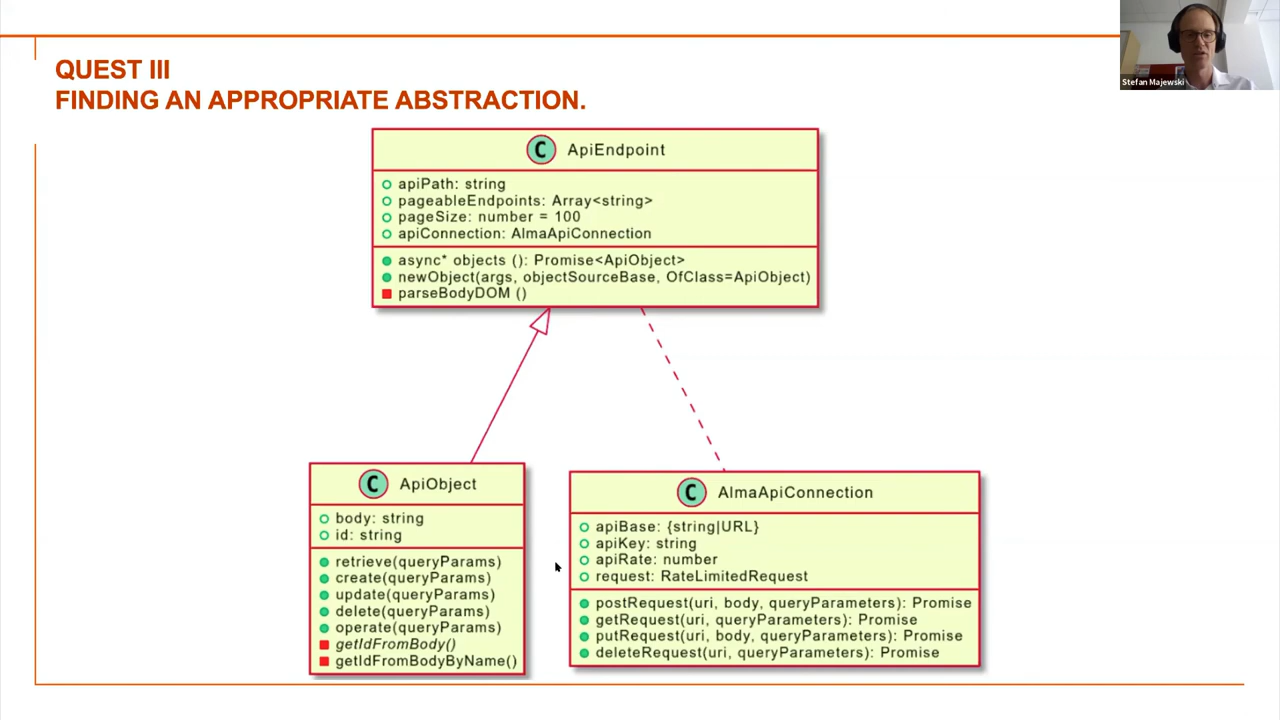 QUEST III
FINDING AN APPROPRIATE ABSTRACTION.
Stefan Majewski
C ApiEndpoint
apiPath: string
pageableEndpoints: Array<string>
pageSize: number = 100
apiConnection: AlmaApiConnection
async* objects (): Promise<ApiObject>
newObject(args, objectSourceBase, OfClass=ApiObject)
parseBodyDOM ()
C ApiObject
body: string
id: string
retrieve(queryParams)
create(queryParams)
update(queryParams)
delete(queryParams)
operate(queryParams)
getIdFromBody()
getIdFromBodyByName()
C AlmaApiConnection
apiBase: {string|URL}
apiKey: string
apiRate: number
request: RateLimitedRequest
postRequest(uri, body, queryParameters): Promise
getRequest(uri, queryParameters): Promise
putRequest(uri, body, queryParameters): Promise
deleteRequest(uri, queryParameters): Promise